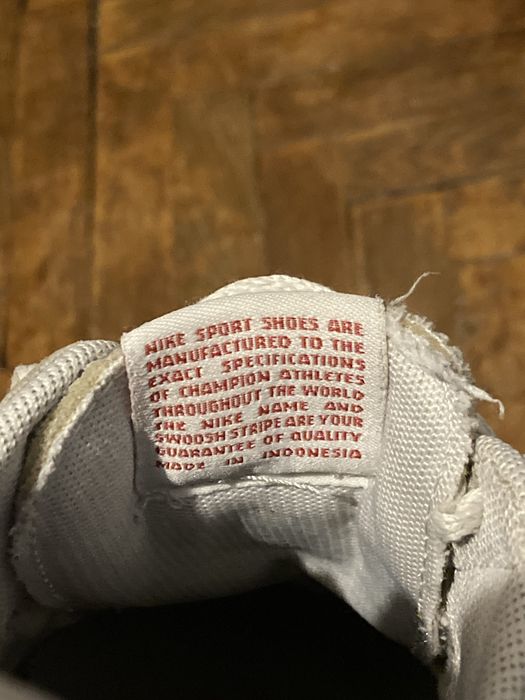 NIKE SPORT SHOES ARE
MANUFACTURED TO THE
EXACT SPECIFICATIONS
OF CHAMPION ATHLETES
THROUGHOUT THE WORLD
THE NIKE NAME AND
SWOOSH STRIPE ARE YOUR
GUARANTEE OF QUALITY
MADE IN INDONESIA